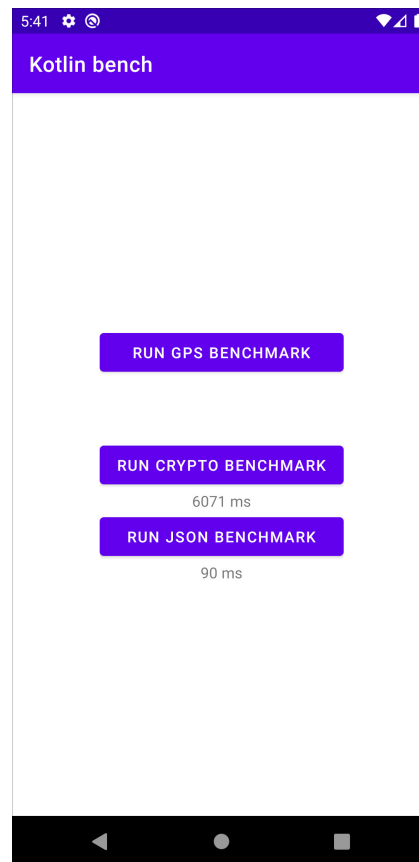 5:41
Kotlin bench
RUN GPS BENCHMARK
RUN CRYPTO BENCHMARK
6071 ms
RUN JSON BENCHMARK
90 ms